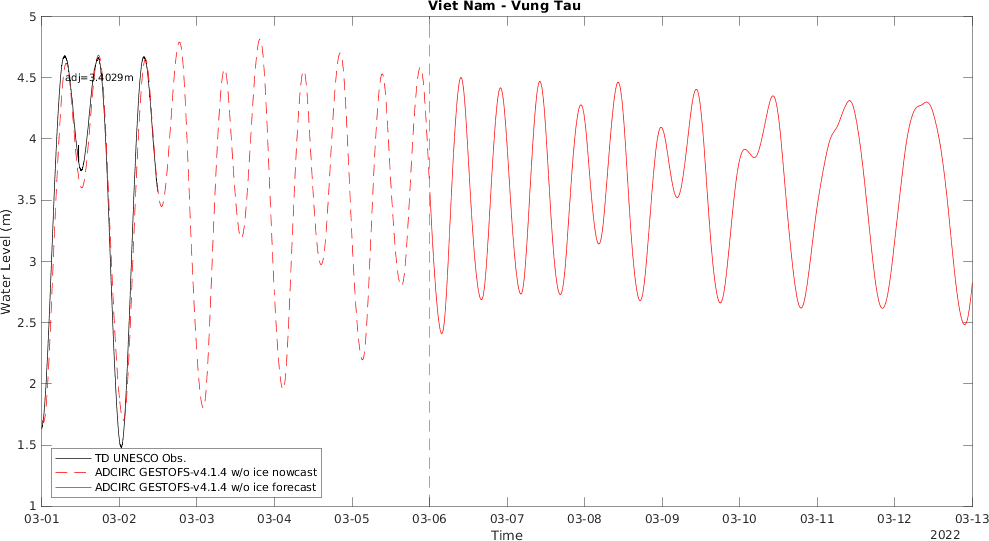 Viet Nam - Vung Tau
5
4.5
4
3.5
3
2.5
2
1.5
1
Water Level (m)
adj=3.4029m
TD UNESCO Obs.
ADCIRC GESTOFS-v4.1.4 w/o ice nowcast
ADCIRC GESTOFS-v4.1.4 w/o ice forecast
03-01 03-02 03-03 03-04 03-05 03-06 03-07 03-08 03-09 03-10 03-11 03-12 03-13
Time
2022